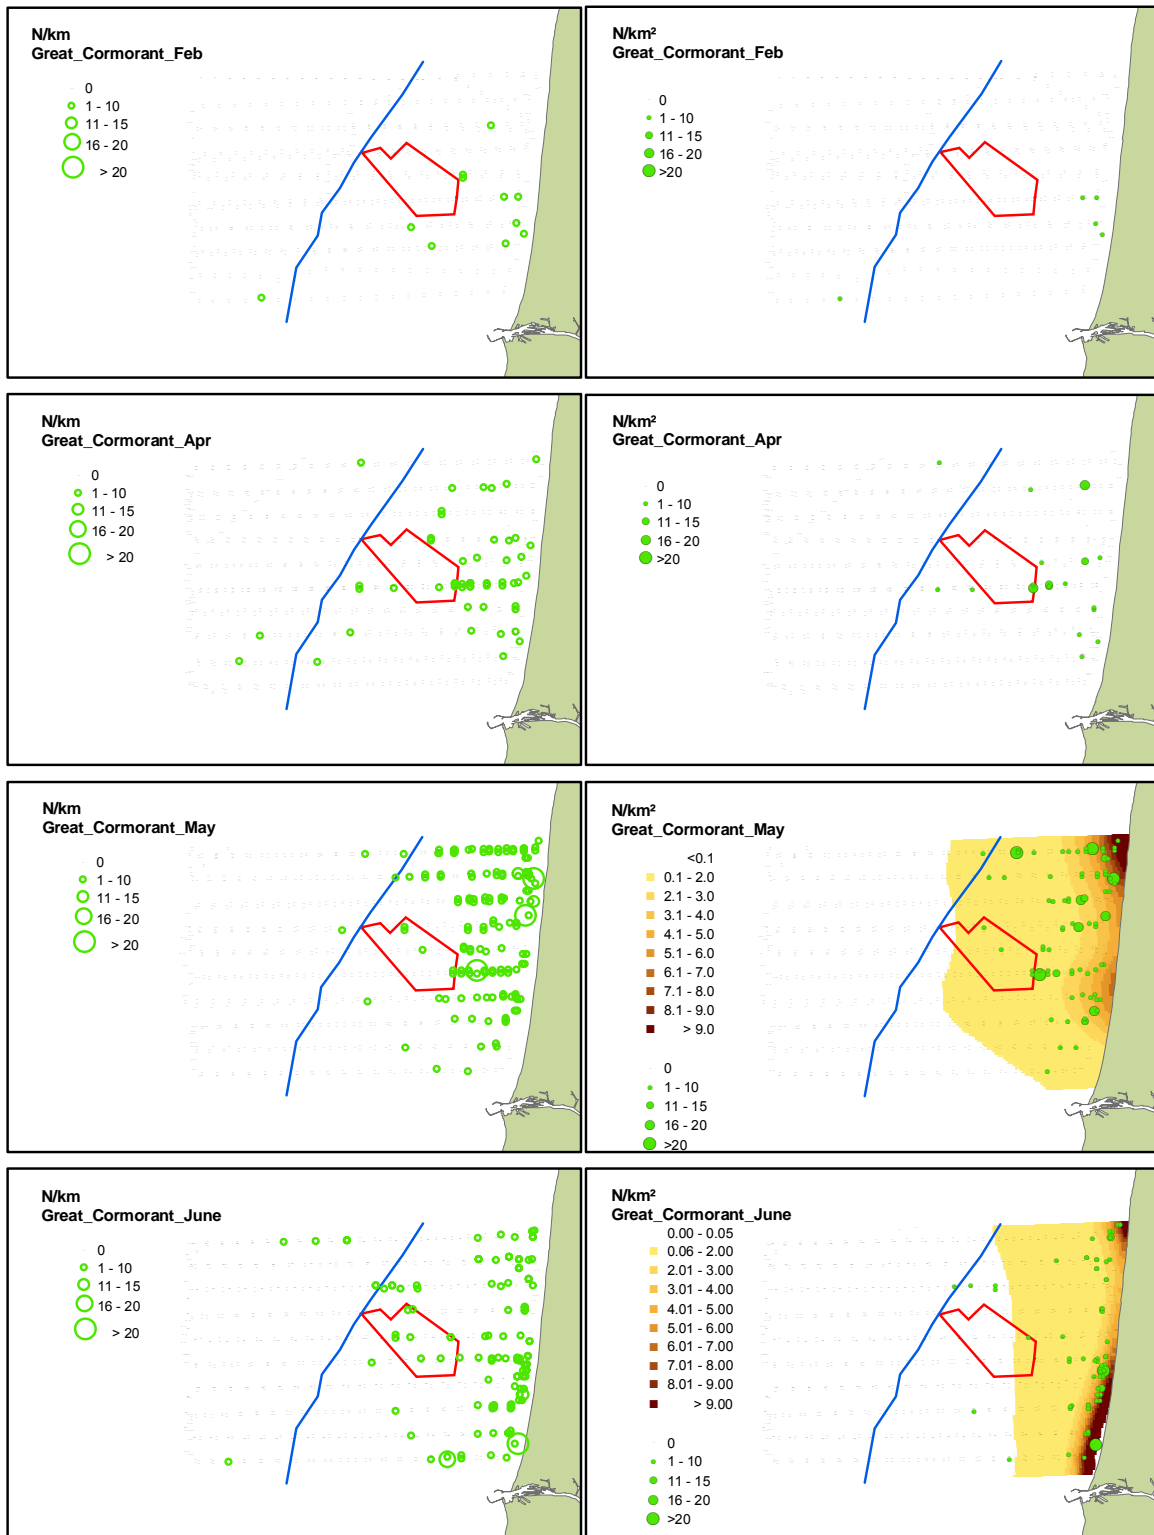 N/km
Great_Cormorant_Feb
0
1 - 10
11 - 15
16 - 20
> 20
N/km²
Great_Cormorant_Feb
0
1 - 10
11 - 15
16 - 20
>20
N/km
Great_Cormorant_Apr
0
1 - 10
11 - 15
16 - 20
> 20
N/km²
Great_Cormorant_Apr
0
1 - 10
11 - 15
16 - 20
>20
N/km
Great_Cormorant_May
0
1 - 10
11 - 15
16 - 20
> 20
N/km²
Great_Cormorant_May
<0.1
0.1 - 2.0
2.1 - 3.0
3.1 - 4.0
4.1 - 5.0
5.1 - 6.0
6.1 - 7.0
7.1 - 8.0
8.1 - 9.0
> 9.0
0
1 - 10
11 - 15
16 - 20
>20
N/km
Great_Cormorant_June
0
1 - 10
11 - 15
16 - 20
> 20
N/km²
Great_Cormorant_June
0.00 - 0.05
0.06 - 2.00
2.01 - 3.00
3.01 - 4.00
4.01 - 5.00
5.01 - 6.00
6.01 - 7.00
7.01 - 8.00
8.01 - 9.00
> 9.00
0
1 - 10
11 - 15
16 - 20
>20